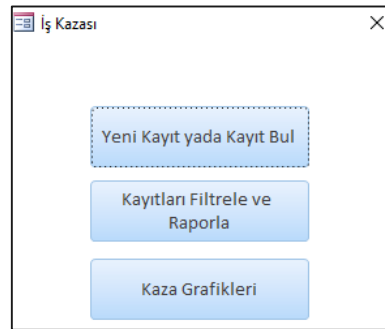 İş Kazası
Yeni Kayıt yada Kayıt Bul
Kayıtları Filtrele ve
Raporla
Kaza Grafikleri